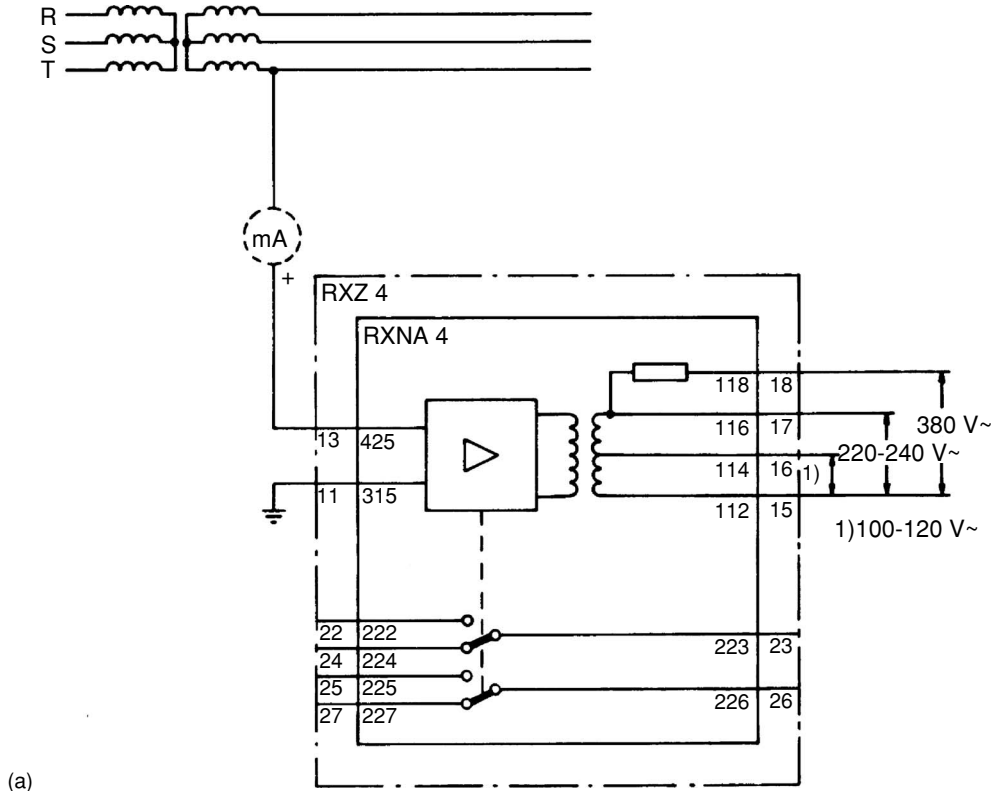 R
S
T
mA
+
RXZ 4
RXNA 4
118 18
116 17
380 V~
13 425
220-240 V~
114 16
1)
11 315
112 15
1)100-120 V~
22 222
223 23
24 224
25 225
226 26
27 227
(a)